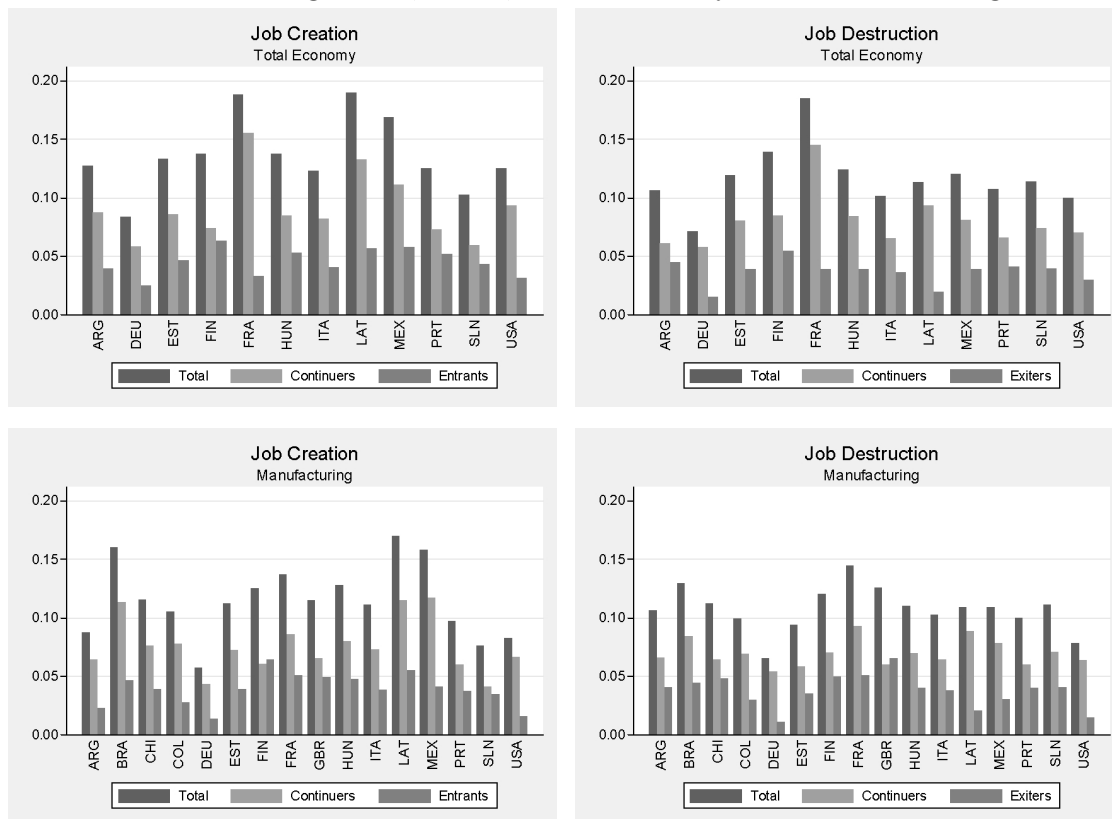 Job Creation
Total Economy
0.20
0.15
0.10
0.05
0.00
ARG DEU EST FIN FRA HUN ITA LAT MEX PRT SLN USA
Total Continuers Entrants
Job Destruction
Total Economy
0.20
0.15
0.10
0.05
0.00
ARG DEU EST FIN FRA HUN ITA LAT MEX PRT SLN USA
Total Continuers Exiters
Job Creation
Manufacturing
0.20
0.15
0.10
0.05
0.00
ARG BRA CHI COL DEU EST FIN FRA GBR HUN ITA LAT MEX PRT SLN USA
Total Continuers Entrants
Job Destruction
Manufacturing
0.20
0.15
0.10
0.05
0.00
ARG BRA CHI COL DEU EAT FIN FRA GBR HUN ITA LAT MEX PRT SLN USA
Total Continuers Exiters